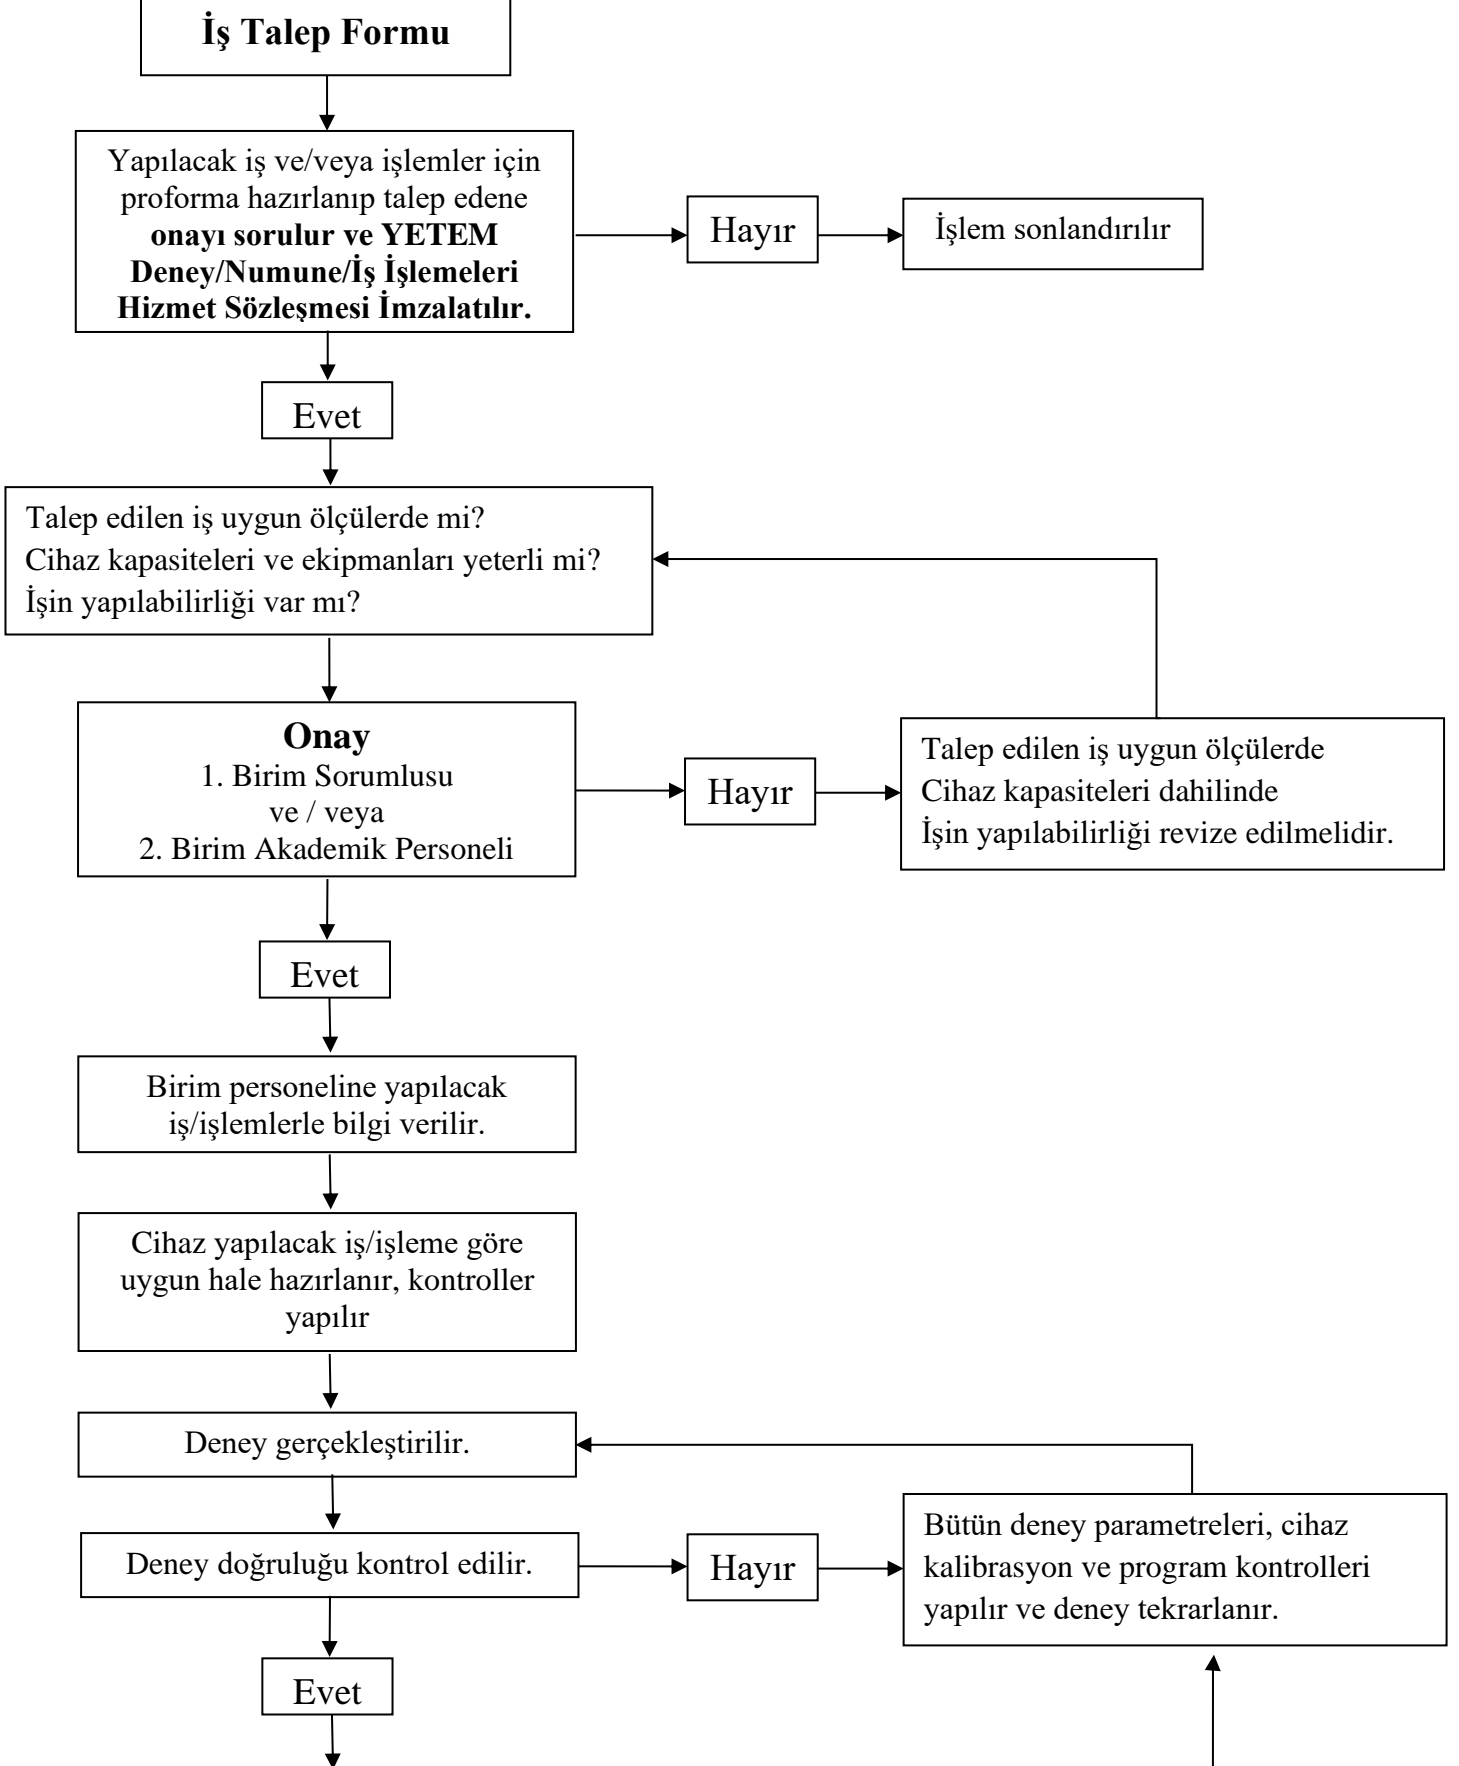 İş Talep Formu
Yapılacak iş ve/veya işlemler için
proforma hazırlanıp talep edene
onayı sorulur ve YETEM
Deney/Numune/İş İşlemeleri
Hizmet Sözleşmesi İmzalatılır.
Hayır
İşlem sonlandırılır
Evet
Talep edilen iş uygun ölçülerde mi?
Cihaz kapasiteleri ve ekipmanları yeterli mi?
İşin yapılabilirliği var mı?
Onay
1. Birim Sorumlusu
ve / veya
2. Birim Akademik Personeli
Hayır
Talep edilen iş uygun ölçülerde
Cihaz kapasiteleri dahilinde
İşin yapılabilirliği revize edilmelidir.
Evet
Birim personeline yapılacak
iş/işlemlerle bilgi verilir.
Cihaz yapılacak iş/işleme göre
uygun hale hazırlanır, kontroller
yapılır
Deney gerçekleştirilir.
Deney doğruluğu kontrol edilir.
Hayır
Bütün deney parametreleri, cihaz
kalibrasyon ve program kontrolleri
yapılır ve deney tekrarlanır.
Evet